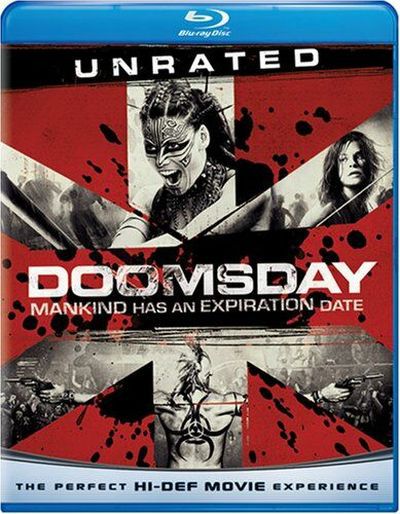 Blu-ray Disc
UNRATED
DOOMSDAY
MANKIND HAS AN EXPIRATION DATE
THE PERFECT HI-DEF MOVIE EXPERIENCE